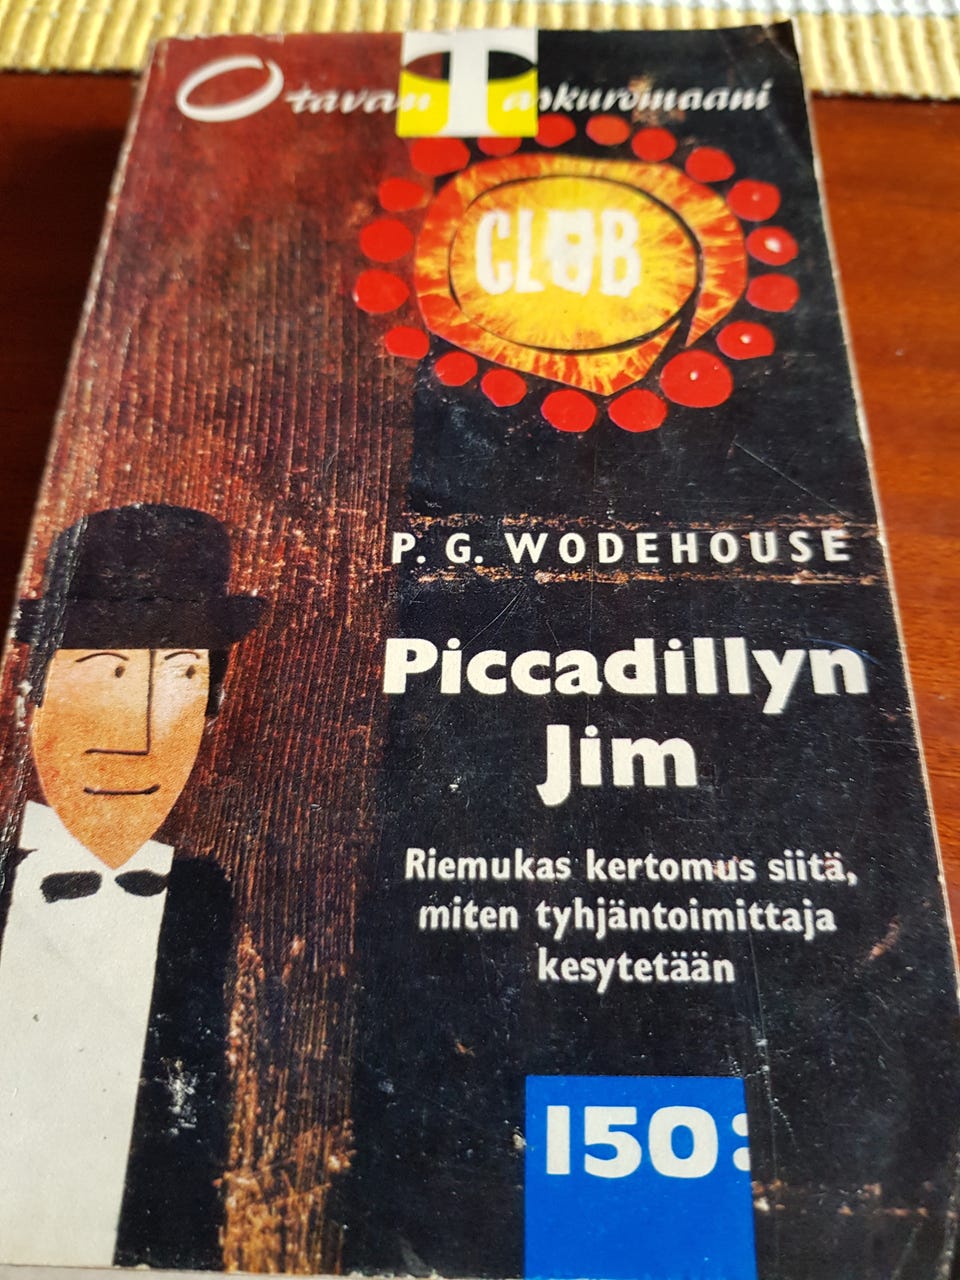 Otavan Taskuromaani
CLUB
P. G. WODEHOUSE
Piccadillyn
Jim
Riemukas kertomus siitä,
miten tyhjäntoimittaja
kesytetään
150: